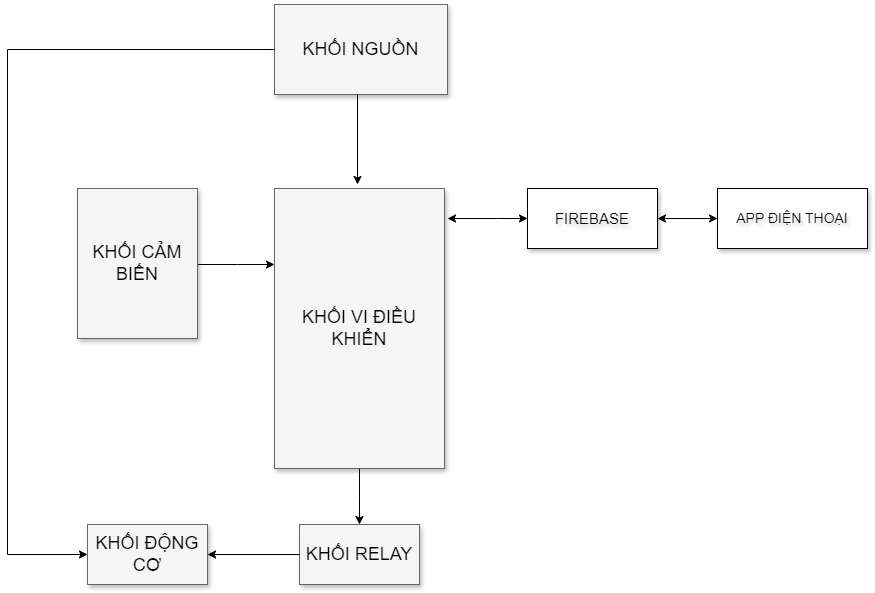 KHỐI NGUỒN
KHỐI CẢM
BIẾN
KHỐI VI ĐIỀU
KHIỂN
FIREBASE
APP ĐIỆN THOẠI
KHỐI ĐỘNG
CƠ
KHỐI RELAY